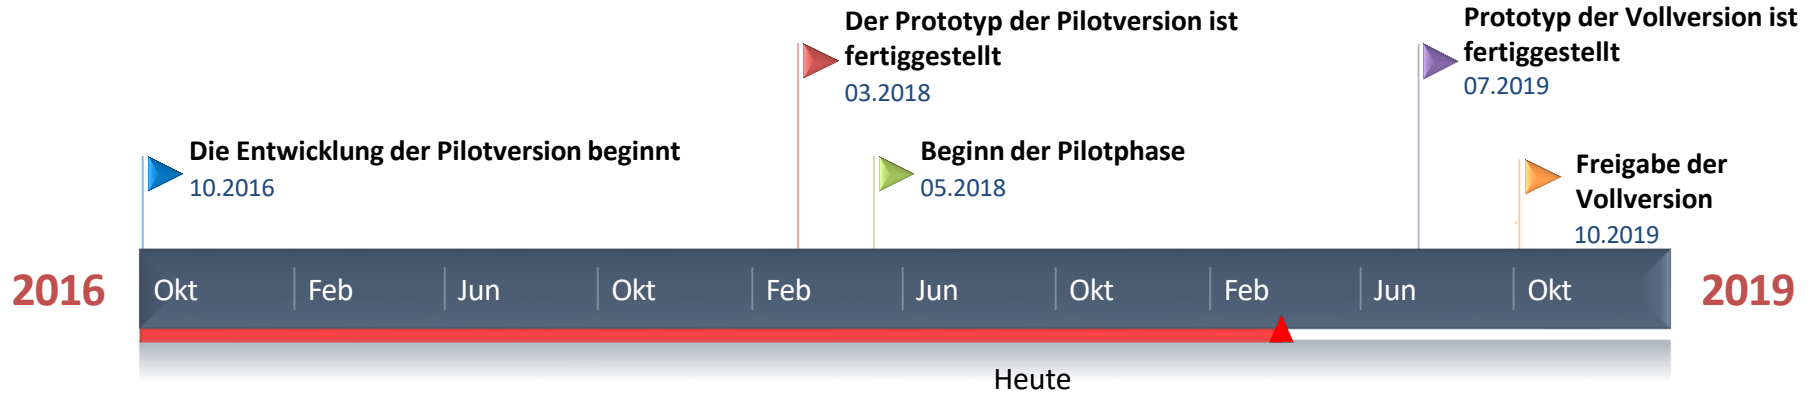 Der Prototyp der Pilotversion ist
fertiggestellt
03.2018
Prototyp der Vollversion ist
fertiggestellt
07.2019
Die Entwicklung der Pilotversion beginnt
10.2016
Beginn der Pilotphase
05.2018
Freigabe der
Vollversion
10.2019
2016 Okt Feb Jun Okt Feb Jun Okt Feb Jun Okt 2019
Heute